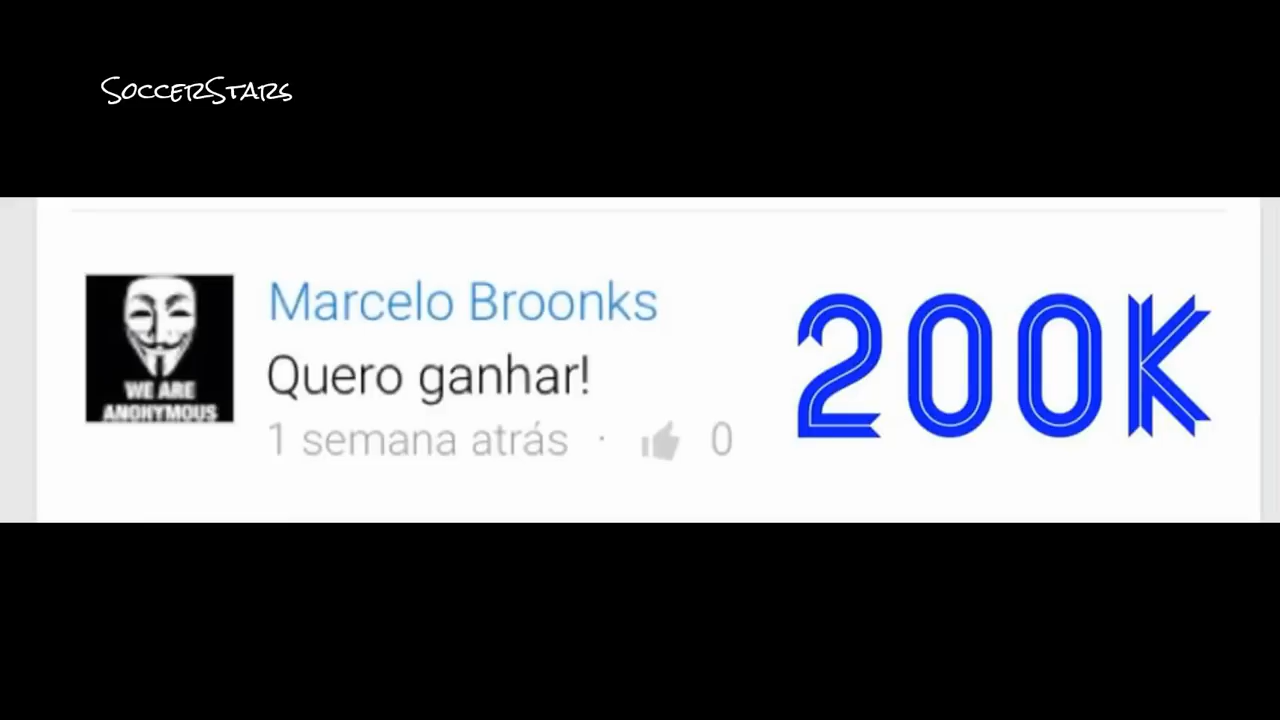 SoccerStars
WE ARE
ANONYMOUS
Marcelo Broonks
Quero ganhar!
1 semana atrás · 0
200K